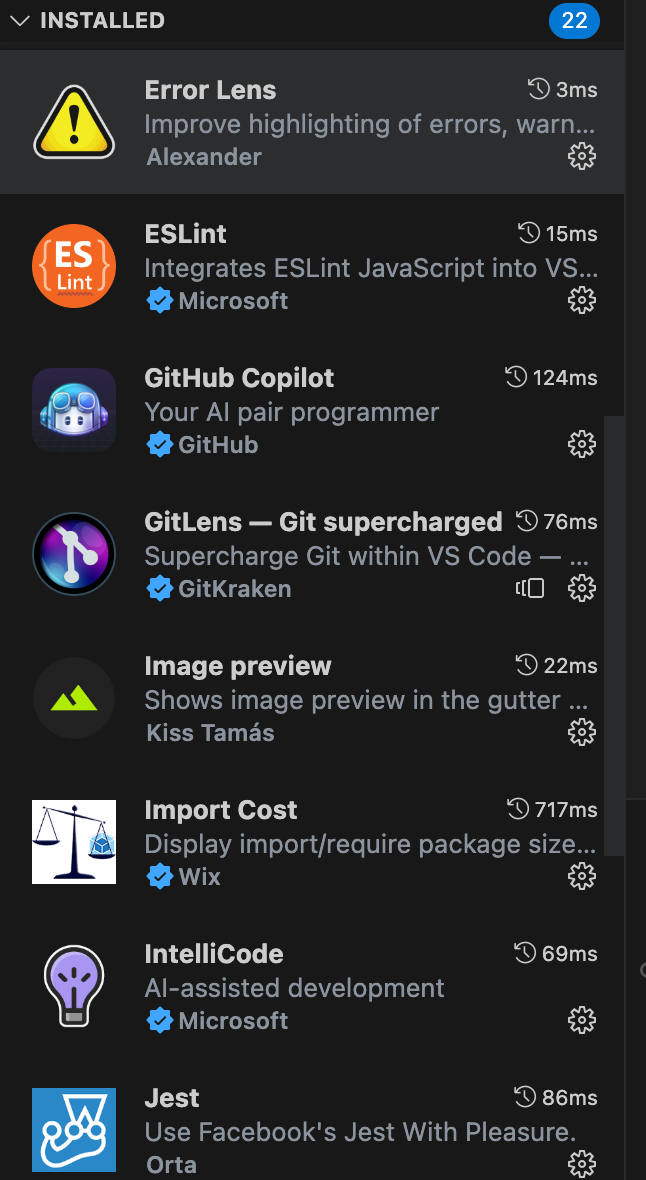 INSTALLED 22
Error Lens 3ms
Improve highlighting of errors, warn...
Alexander
ES
Lint
ESLint 15ms
Integrates ESLint JavaScript into VS...
Microsoft
GitHub Copilot 124ms
Your AI pair programmer
GitHub
GitLens — Git supercharged 76ms
Supercharge Git within VS Code — ...
GitKraken
Image preview 22ms
Shows image preview in the gutter ...
Kiss Tamás
Import Cost 717ms
Display import/require package size...
Wix
IntelliCode 69ms
AI-assisted development
Microsoft
Jest 86ms
Use Facebook's Jest With Pleasure.
Orta